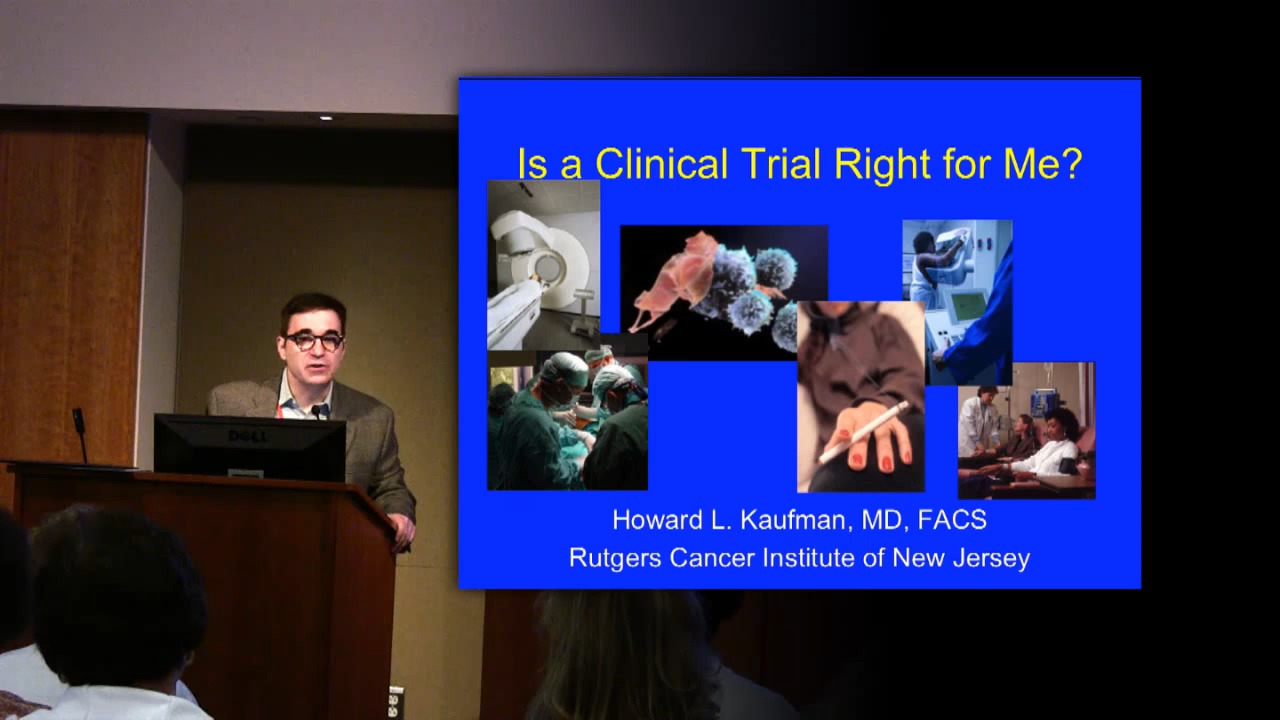 Is a Clinical Trial Right for Me?
Howard L. Kaufman, MD, FACS
Rutgers Cancer Institute of New Jersey
DELL